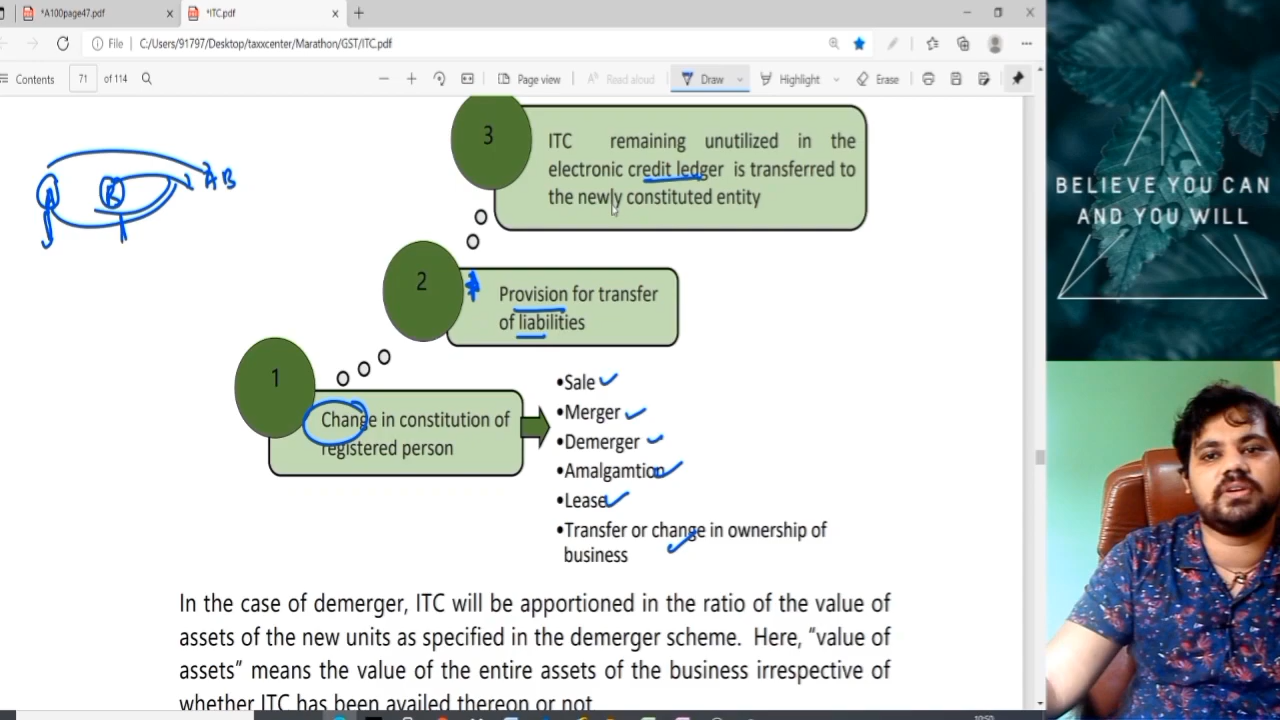 *A100page47.pdf
*ITC.pdf
File
C:/Users/91797/Desktop/taxxcenter/Marathon/GST/ITC.pdf
Contents
71
of 114
Page view
Read aloud
Draw
Highlight
Erase
A
B
AB
3
ITC remaining unutilized in the
electronic credit ledger is transferred to
the newly constituted entity
2
Provision for transfer
of liabilities
1
Change in constitution of
registered person
•Sale
•Merger
•Demerger
•Amalgamtion
•Lease
•Transfer or change in ownership of
business
In the case of demerger, ITC will be apportioned in the ratio of the value of
assets of the new units as specified in the demerger scheme. Here, "value of
assets" means the value of the entire assets of the business irrespective of
whether ITC has been availed thereon or not
BELIEVE YOU CAN
AND YOU WILL